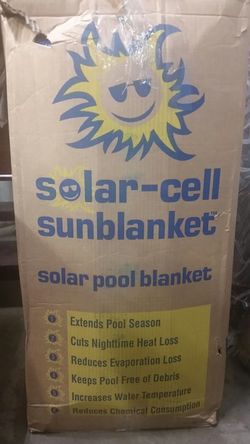 solar-cell
sunblanket™
solar pool blanket
Extends Pool Season
Cuts Nighttime Heat Loss
Reduces Evaporation Loss
Keeps Pool Free of Debris
Increases Water Temperature
Reduces Chemical Consumption